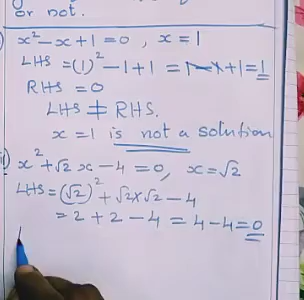 or not.
) x² - x + 1 = 0 , x = 1
LHS = (1)² - 1 + 1 = 1 - 1 + 1 = 1
RHS = 0
LHS ≠ RHS.
x = 1 is not a solution
ii) x² + √2 x - 4 = 0, x = √2
LHS = (√2)² + √2 × √2 - 4
= 2 + 2 - 4 = 4 - 4 = 0